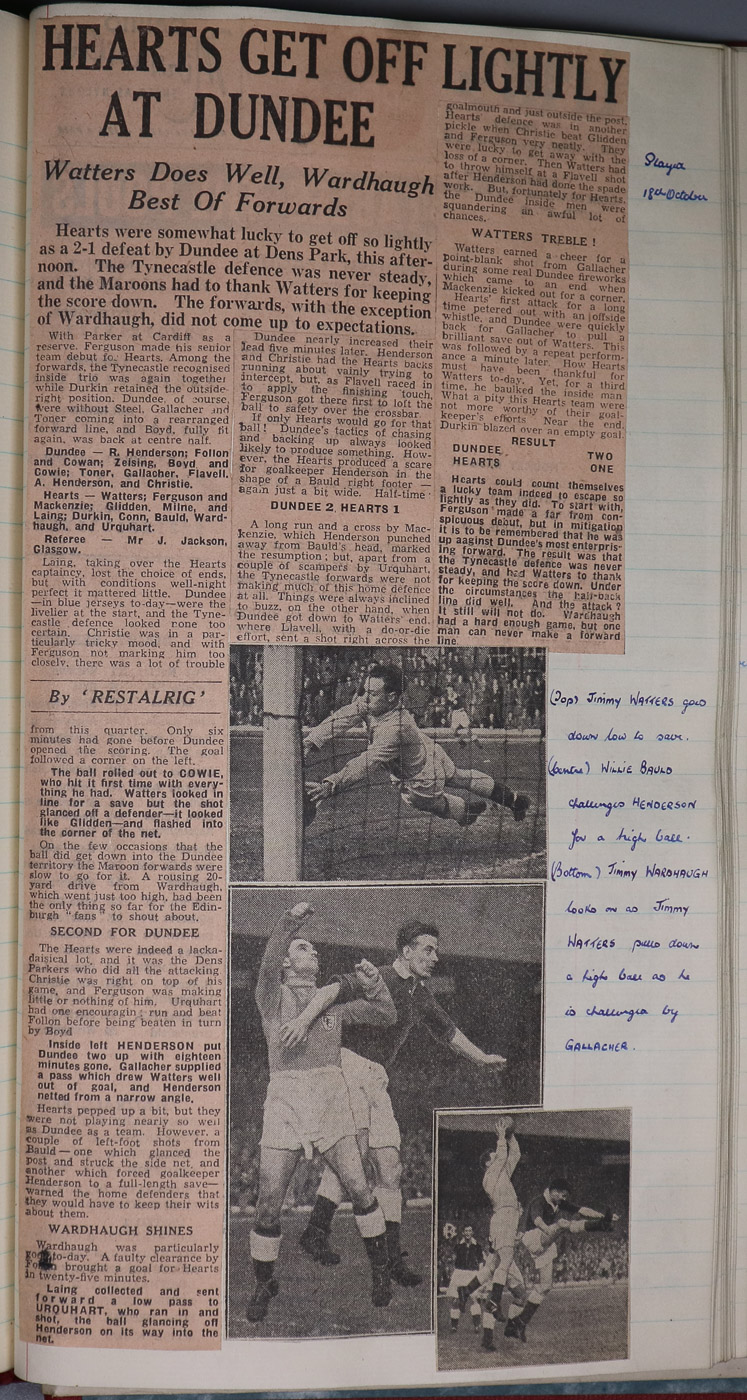 HEARTS GET OFF LIGHTLY
AT DUNDEE
Watters Does Well, Wardhaugh
Best Of Forwards
Hearts were somewhat lucky to get off so lightly
as a 2-1 defeat by Dundee at Dens Park, this after-
noon. The Tynecastle defence was never steady,
and the Maroons had to thank Watters for keeping
the score down. The forwards, with the exception
of Wardhaugh, did not come up to expectations.
With Parker at Cardiff as a
reserve, Ferguson made his senior
team debut for Hearts. Among the
forwards, the Tynecastle recognised
inside trio was again together
while Durkin retained the outside-
right position. Dundee, of course,
were without Steel, Gallacher and
Toner coming into a rearranged
forward line, and Boyd, fully fit
again, was back at centre half.
Dundee — R. Henderson; Follon
and Cowan; Zeising, Boyd and
Cowie; Toner, Gallacher, Flavell,
A. Henderson, and Christie.
Hearts — Watters; Ferguson and
Mackenzie; Glidden, Milne, and
Laing; Durkin, Conn, Bauld, Ward-
haugh, and Urquhart.
Referee — Mr J. Jackson,
Glasgow.
Laing, taking over the Hearts
captaincy, lost the choice of ends,
but with conditions well-night
perfect it mattered little. Dundee
—in blue jerseys to-day—were the
livelier at the start, and the Tyne-
castle defence looked none too
certain. Christie was in a par-
ticularly tricky mood, and with
Ferguson not marking him too
closely, there was a lot of trouble
By ‘RESTALRIG’
from this quarter. Only six
minutes had gone before Dundee
opened the scoring. The goal
followed a corner on the left.
The ball rolled out to COWIE,
who hit it first time with every-
thing he had. Watters looked in
line for a save but the shot
glanced off a defender—it looked
like Glidden—and flashed into
the corner of the net.
On the few occasions that the
ball did get down into the Dundee
territory the Maroon forwards were
slow to go for it. A rousing 20-
yard drive from Wardhaugh,
which went just too high, had been
the only thing so far for the Edin-
burgh "fans" to shout about.
SECOND FOR DUNDEE
The Hearts were indeed a lacka-
daisical lot, and it was the Dens
Parkers who did all the attacking.
Christie was right on top of his
game, and Ferguson was making
little or nothing of him. Urquhart
had one encouraging run and beat
Follon before being beaten in turn
by Boyd
Inside left HENDERSON put
Dundee two up with eighteen
minutes gone. Gallacher supplied
a pass which drew Watters well
out of goal, and Henderson
netted from a narrow angle.
Hearts pepped up a bit, but they
were not playing nearly so well
as Dundee as a team. However, a
couple of left-foot shots from
Bauld — one which glanced the
post and struck the side net, and
another which forced goalkeeper
Henderson to a full-length save—
warned the home defenders that
they would have to keep their wits
about them.
WARDHAUGH SHINES
Wardhaugh was particularly
to-day. A faulty clearance by
brought a goal for Hearts
in twenty-five minutes.
Laing collected and sent
forward a low pass to
URQUHART, who ran in and
shot, the ball glancing off
Henderson on its way into the
net.
Dundee nearly increased their
lead five minutes later. Henderson
and Christie had the Hearts backs
running about vainly trying to
intercept, but, as Flavell raced in
to apply the finishing touch,
Ferguson got there first to loft the
ball to safety over the crossbar.
If only Hearts would go for that
ball! Dundee's tactics of chasing
and backing up always looked
likely to produce something. How-
ever, the Hearts produced a scare
for goalkeeper Henderson in the
shape of a Bauld right footer —
again just a bit wide. Half-time—
DUNDEE 2, HEARTS 1
A long run and a cross by Mac-
kenzie, which Henderson punched
away from Bauld's head, marked
the resumption; but, apart from a
couple of scampers by Urquhart,
the Tynecastle forwards were not
making much of this home defence
at all. Things were always inclined
to buzz, on the other hand, when
Dundee got down to Watters' end,
where Llavell, with a do-or-die
effort, sent a shot right across the
goalmouth and just outside the post.
Hearts' defence was in another
pickle when Christie beat Glidden
and Ferguson very neatly. They
were lucky to get away with the
loss of a corner. Then Watters had
to throw himself at a Flavell shot
after Henderson had done the spade
work. But, fortunately for Hearts,
the Dundee inside men were
squandering an awful lot of
chances.
WATTERS TREBLE !
Watters earned a cheer for a
point-blank shot from Gallacher
during some real Dundee fireworks
which came to an end when
Mackenzie kicked out for a corner.
Hearts' first attack for a long
time petered out with an offside
whistle, and Dundee were quickly
back for Gallacher to pull a
brilliant save out of Watters. This
was followed by a repeat perform-
ance a minute later. How Hearts
must have been thankful for
Watters to-day. Yet, for a third
time, he baulked the inside man
What a pity this Hearts team were
not more worthy of their goal-
keeper's efforts Near the end,
Durkin blazed over an empty goal.
RESULT
DUNDEE TWO
HEARTS ONE
Hearts could count themselves
a lucky team indeed to escape so
lightly as they did. To start with,
Ferguson made a far from con-
spicuous debut, but in mitigation
it is to be remembered that he was
up aaginst Dundee's most enterpris-
ing forward. The result was that
the Tynecastle defence was never
steady, and had Watters to thank
for keeping the score down. Under
the circumstances the half-back
line did well. And the attack?
It still will not do. Wardhaugh
had a hard enough game, but one
man can never make a forward
line.
Played
18th October
(Top) Jimmy WATTERS goes
down low to save.
(Centre) WILLIE BAULD
challenges HENDERSON
for a high ball.
(Bottom) Jimmy WARDHAUGH
looks on as Jimmy
WATTERS pulls down
a high ball as he
is challenged by
GALLACHER.